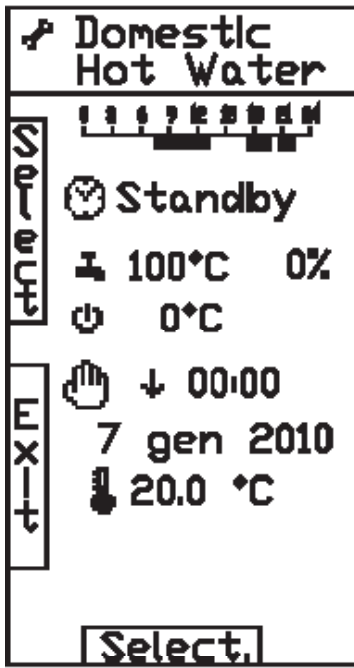 Domestic
Hot Water
Select
Standby
100°C 0%
0°C
00:00
Exit
7 gen 2010
20.0 °C
Select.